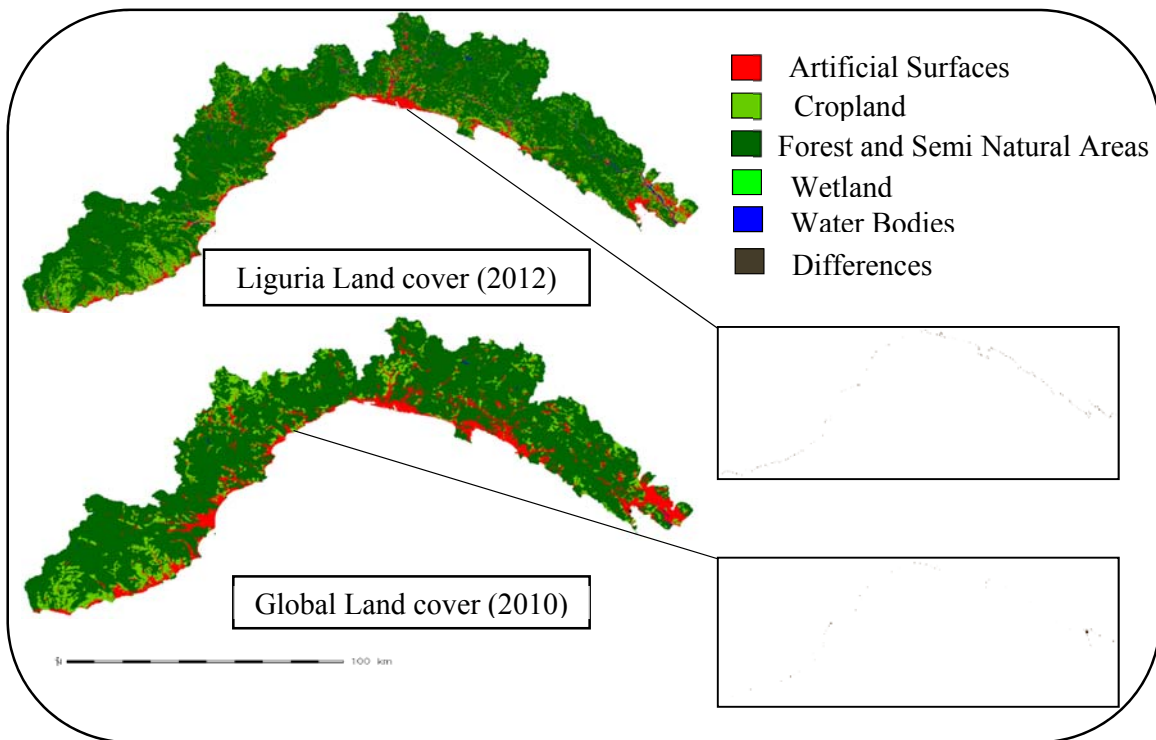 Artificial Surfaces
Cropland
Forest and Semi Natural Areas
Wetland
Water Bodies
Differences
Liguria Land cover (2012)
Global Land cover (2010)
100 km